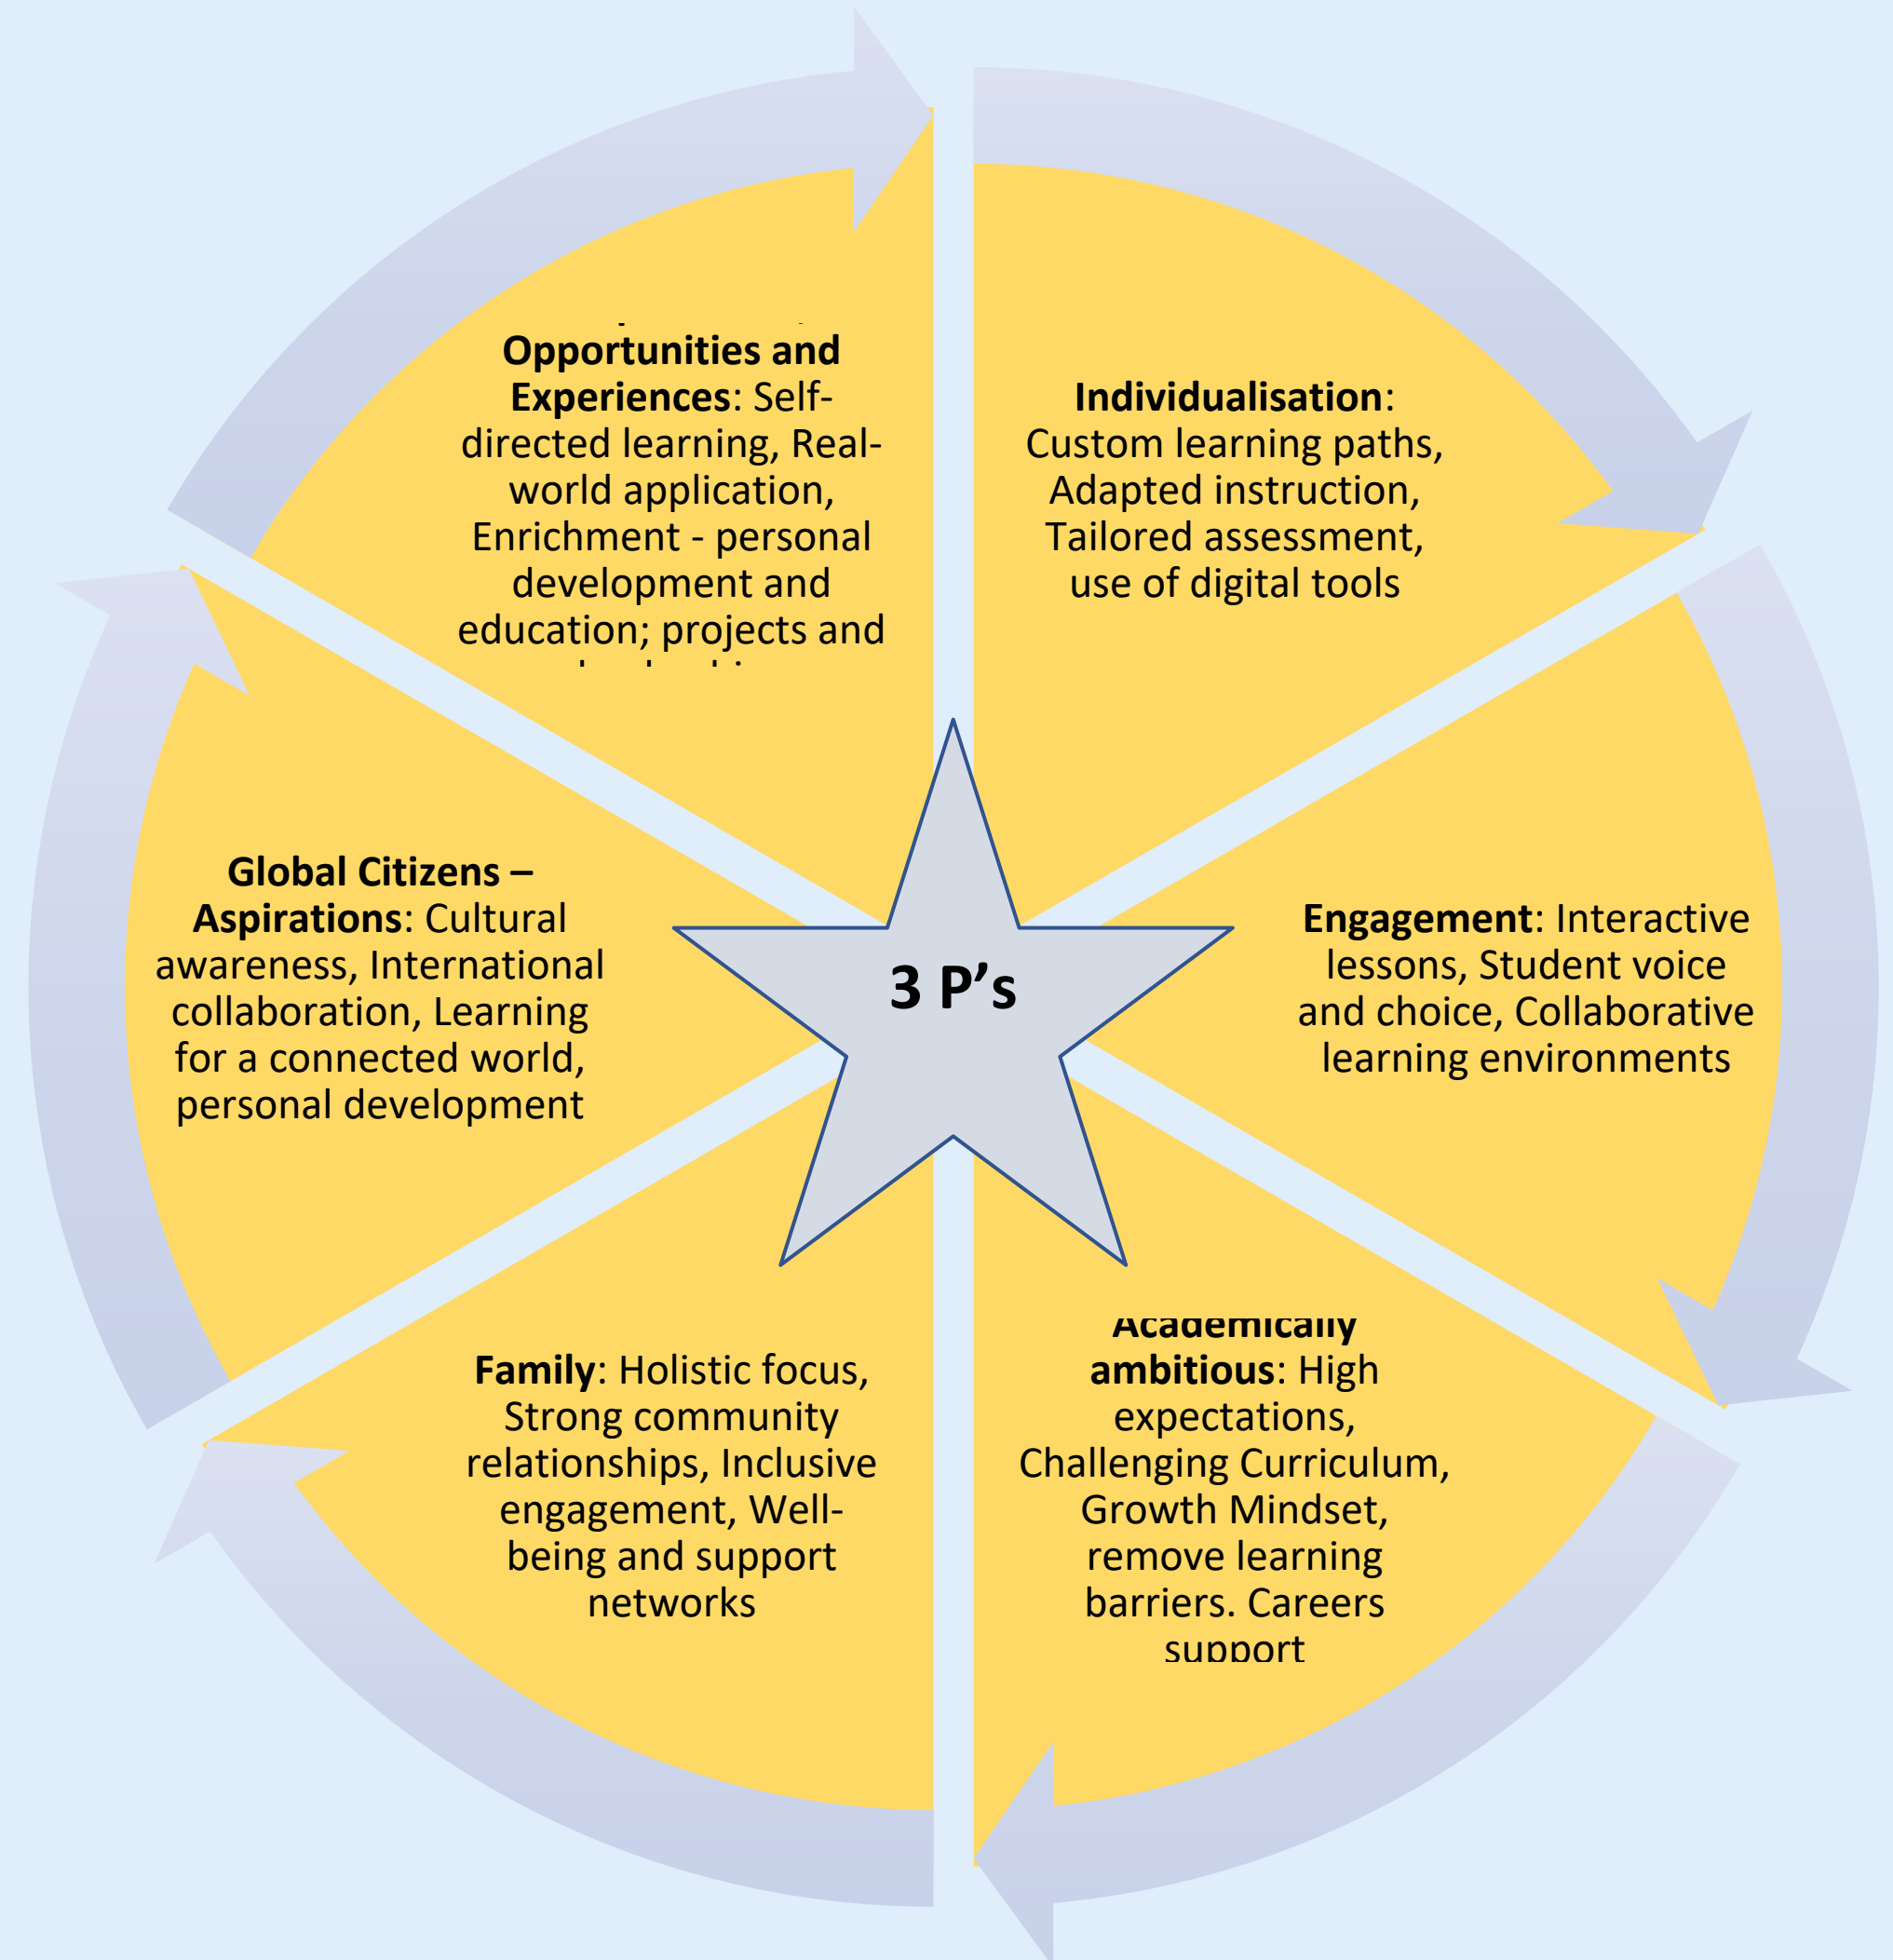 Opportunities and
Experiences: Self-
directed learning, Real-
world application,
Enrichment - personal
development and
education; projects and
Individualisation:
Custom learning paths,
Adapted instruction,
Tailored assessment,
use of digital tools
Engagement: Interactive
lessons, Student voice
and choice, Collaborative
learning environments
Academically
ambitious: High
expectations,
Challenging Curriculum,
Growth Mindset,
remove learning
barriers. Careers
support
Family: Holistic focus,
Strong community
relationships, Inclusive
engagement, Well-
being and support
networks
Global Citizens –
Aspirations: Cultural
awareness, International
collaboration, Learning
for a connected world,
personal development
3 P’s